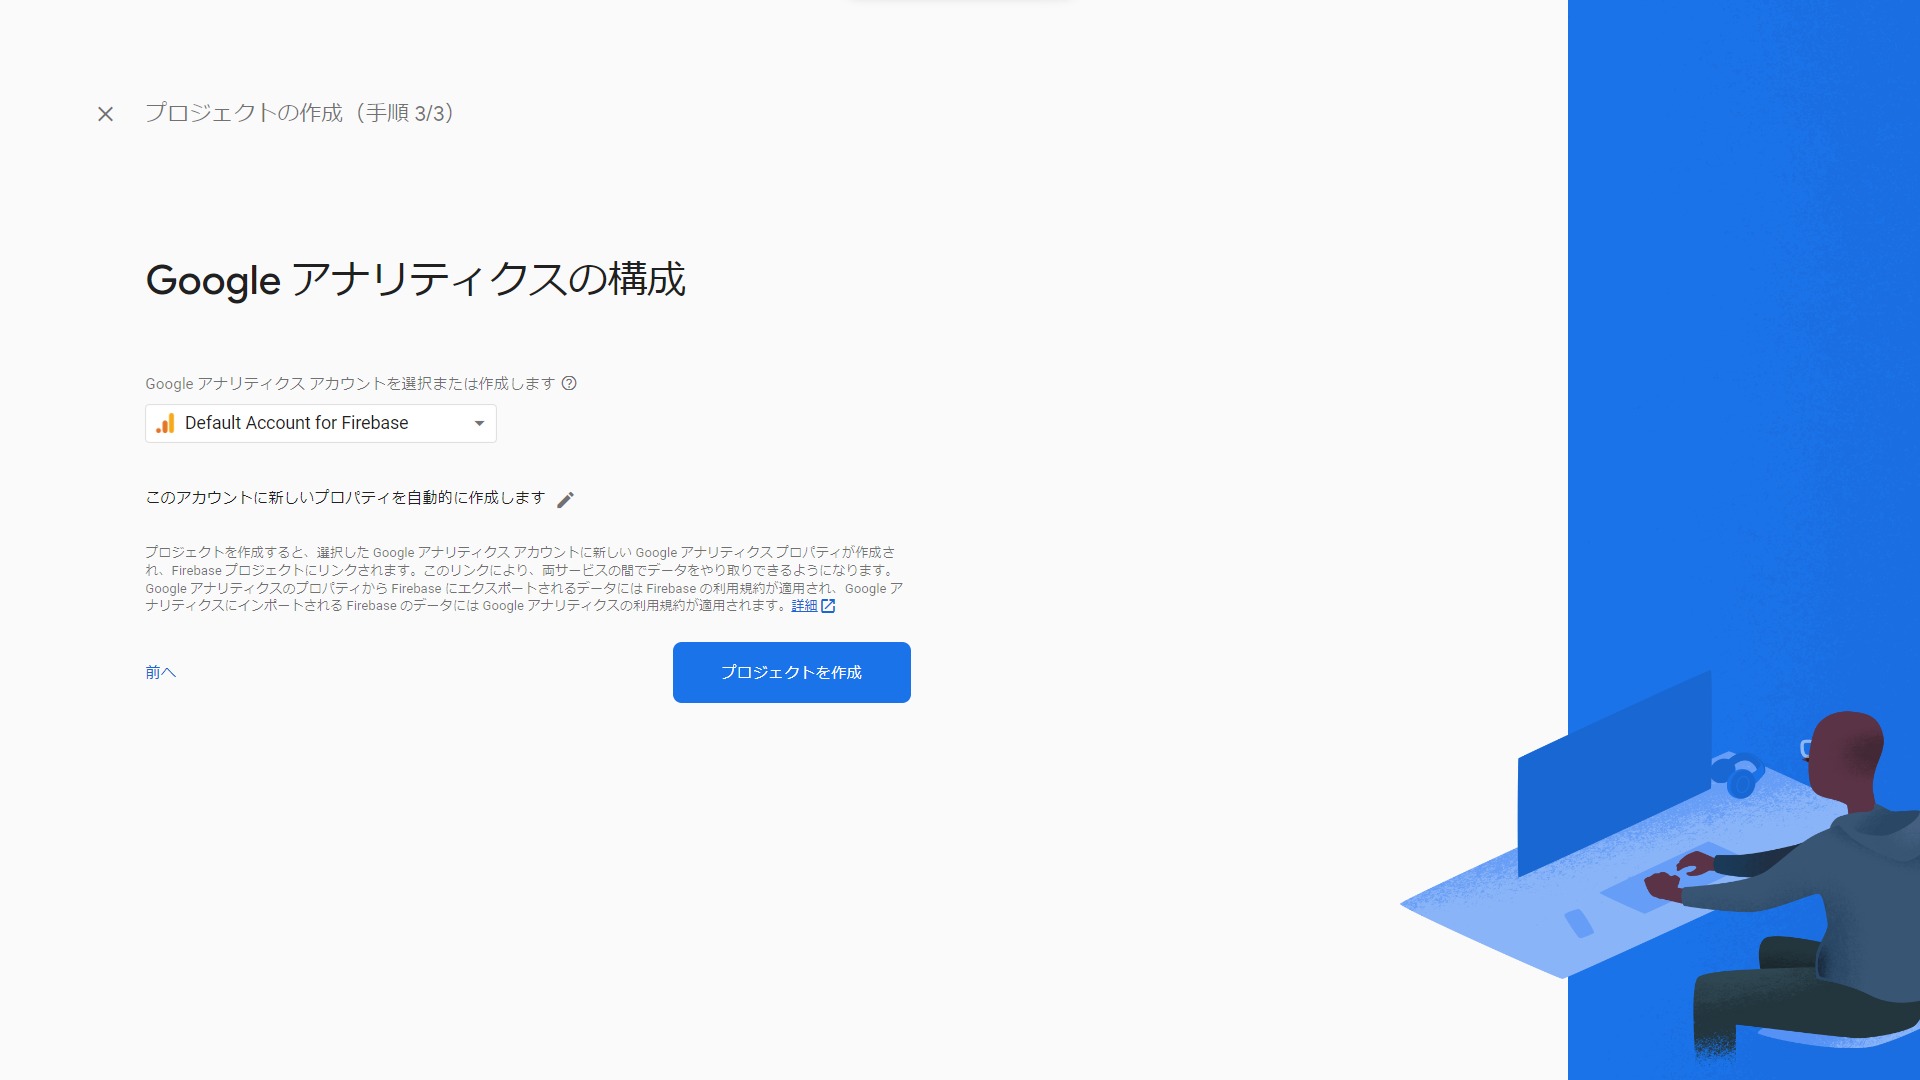 プロジェクトの作成（手順 3/3）
Google アナリティクスの構成
Google アナリティクス アカウントを選択または作成します
Default Account for Firebase
このアカウントに新しいプロパティを自動的に作成します
プロジェクトを作成すると、選択した Google アナリティクス アカウントに新しい Google アナリティクス プロパティが作成さ
れ、Firebase プロジェクトにリンクされます。このリンクにより、両サービスの間でデータをやり取りできるようになります。
Google アナリティクスのプロパティから Firebase にエクスポートされるデータには Firebase の利用規約が適用され、Google ア
ナリティクスにインポートされる Firebase のデータには Google アナリティクスの利用規約が適用されます。詳細
前へ
プロジェクトを作成